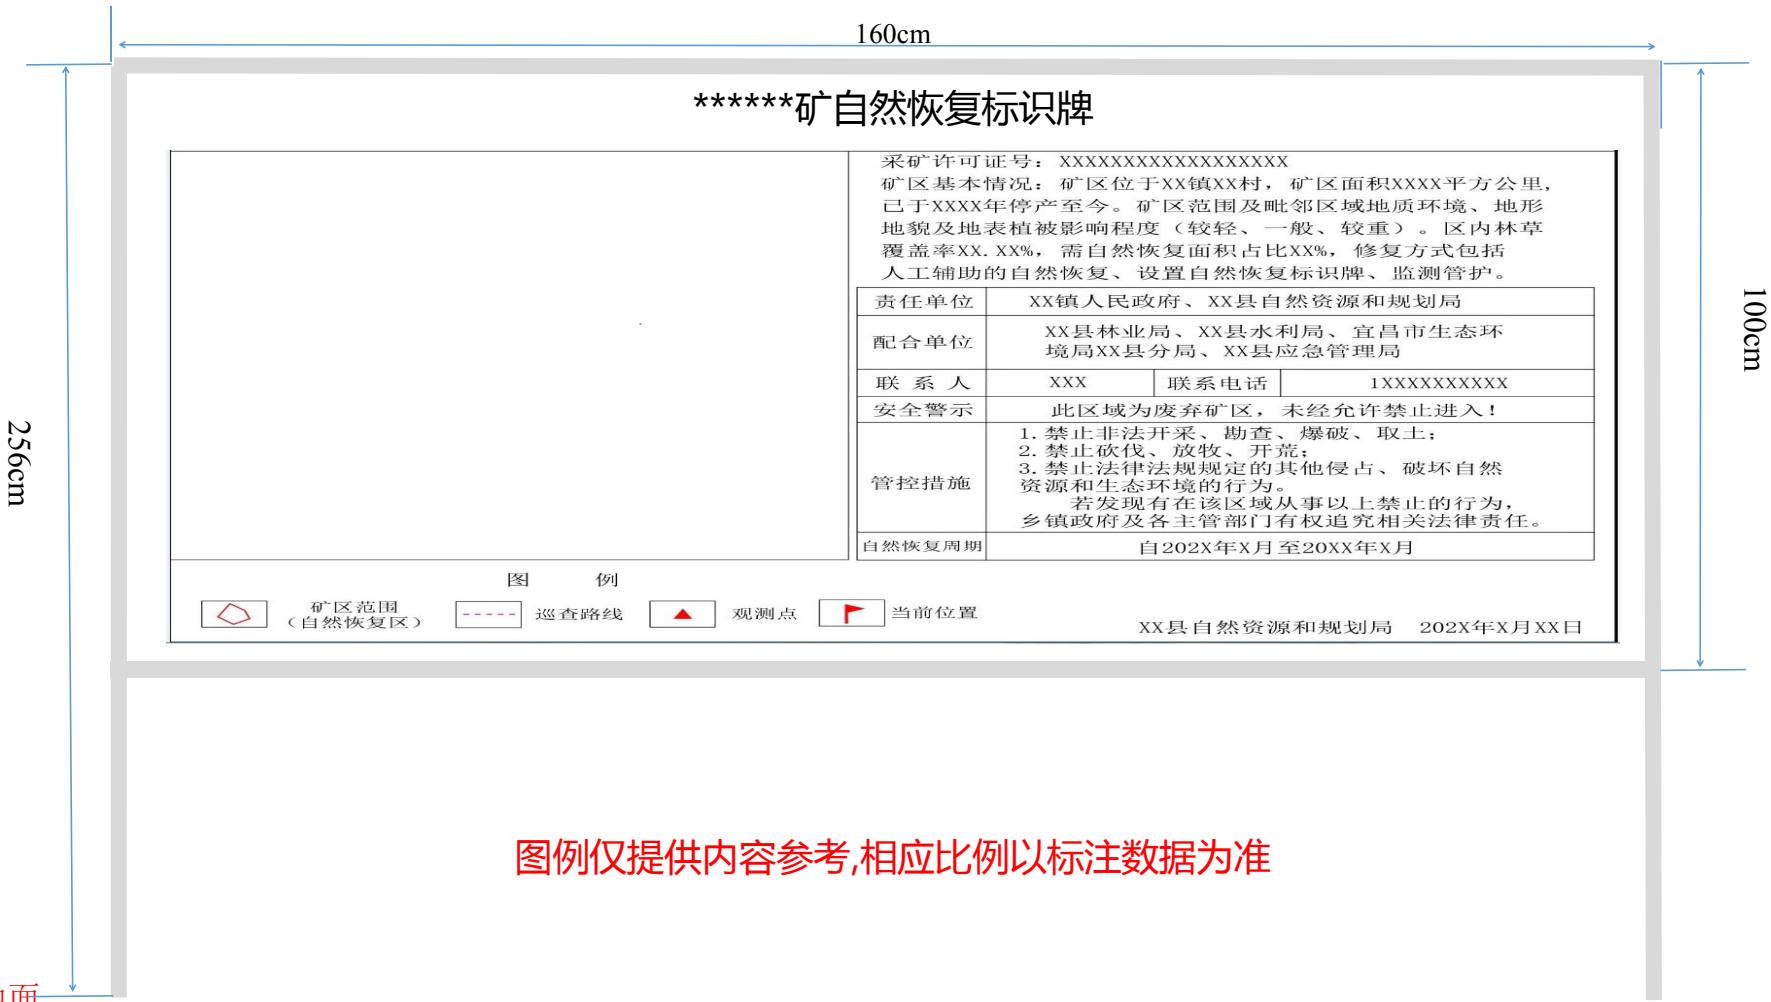 160cm
******矿自然恢复标识牌
采矿许可证号：XXXXXXXXXXXXXXXXXX
矿区基本情况：矿区位于XX镇XX村，矿区面积XXXX平方公里，
已于XXXX年停产至今。矿区范围及毗邻区域地质环境、地形
地貌及地表植被影响程度（较轻、一般、较重）。区内林草
覆盖率XX.XX%，需自然恢复面积占比XX%，修复方式包括
人工辅助的自然恢复、设置自然恢复标识牌、监测管护。
责任单位 XX镇人民政府、XX县自然资源和规划局
配合单位 XX县林业局、XX县水利局、宜昌市生态环
境局XX县分局、XX县应急管理局
联系人 XXX 联系电话 1XXXXXXXXXX
安全警示 此区域为废弃矿区，未经允许禁止进入！
管控措施 1.禁止非法开采、勘查、爆破、取土；
2.禁止砍伐、放牧、开荒；
3.禁止法律法规规定的其他侵占、破坏自然
资源和生态环境的行为。
若发现有在该区域从事以上禁止的行为，
乡镇政府及各主管部门有权追究相关法律责任。
自然恢复周期 自202X年X月至20XX年X月
图 例
矿区范围
（自然恢复区）
巡查路线
观测点
当前位置
XX县自然资源和规划局 202X年X月XX日
100cm
256cm
图例仅提供内容参考,相应比例以标注数据为准